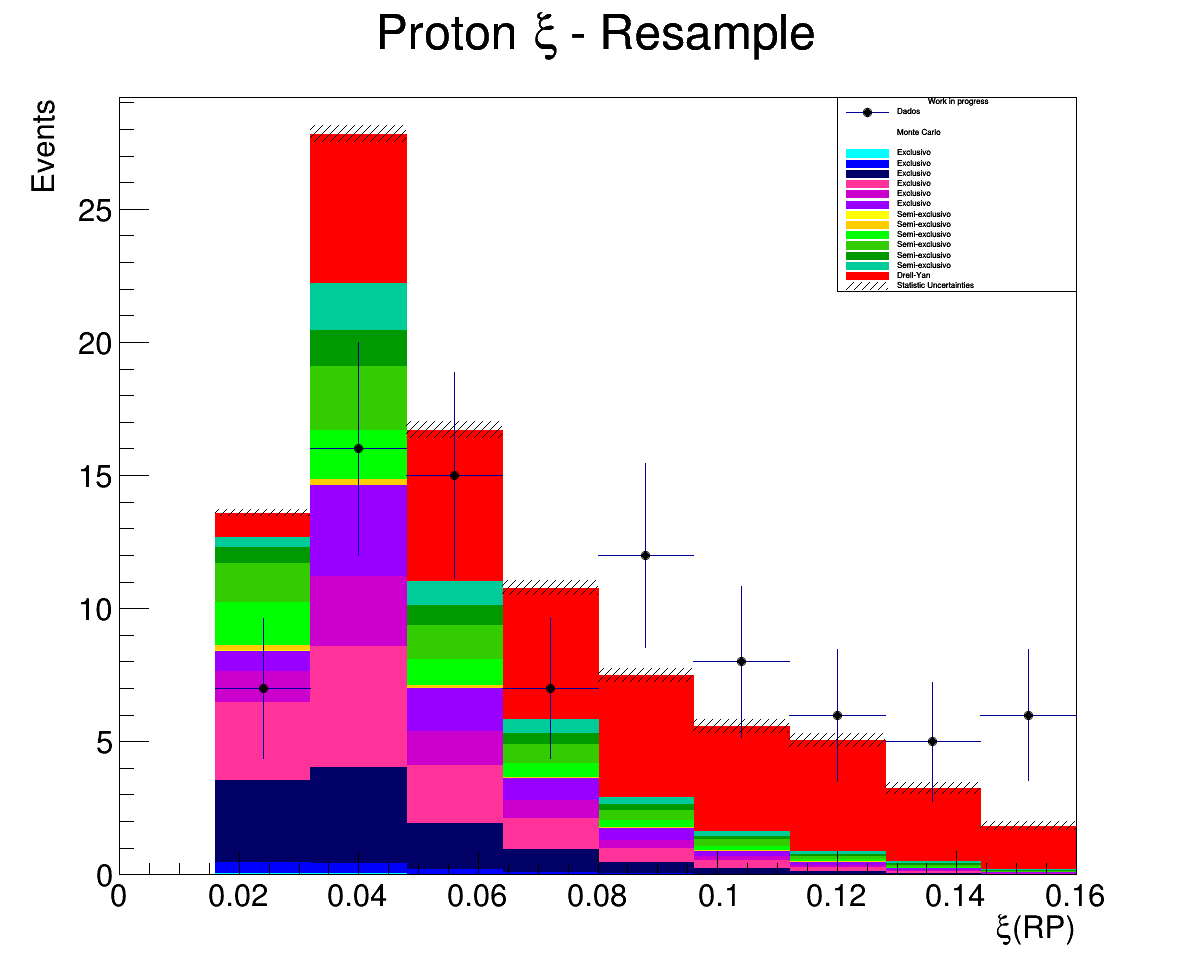 Proton ξ - Resample
Events
Work in progress
Dados
Monte Carlo
Exclusivo
Exclusivo
Exclusivo
Exclusivo
Exclusivo
Exclusivo
Semi-exclusivo
Semi-exclusivo
Semi-exclusivo
Semi-exclusivo
Semi-exclusivo
Semi-exclusivo
Drell-Yan
Statistic Uncertainties
25
20
15
10
5
0
0 0.02 0.04 0.06 0.08 0.1 0.12 0.14 0.16
ξ(RP)